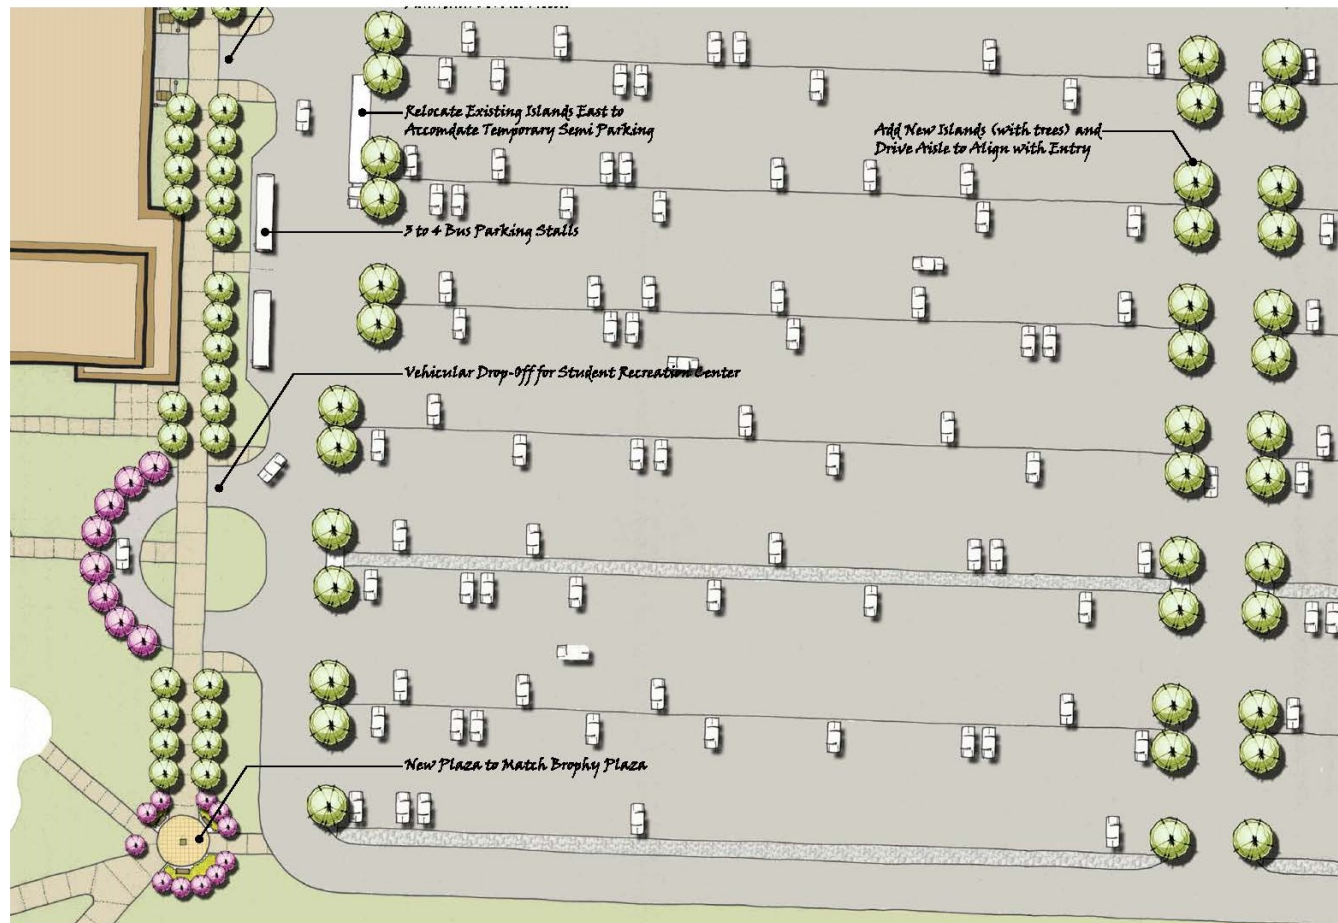 Relocate Existing Islands East to
Accomdate Temporary Semi Parking
Add New Islands (with trees) and
Drive Aisle to Align with Entry
3 to 4 Bus Parking Stalls
Vehicular Drop-Off for Student Recreation Center
New Plaza to Match Brophy Plaza